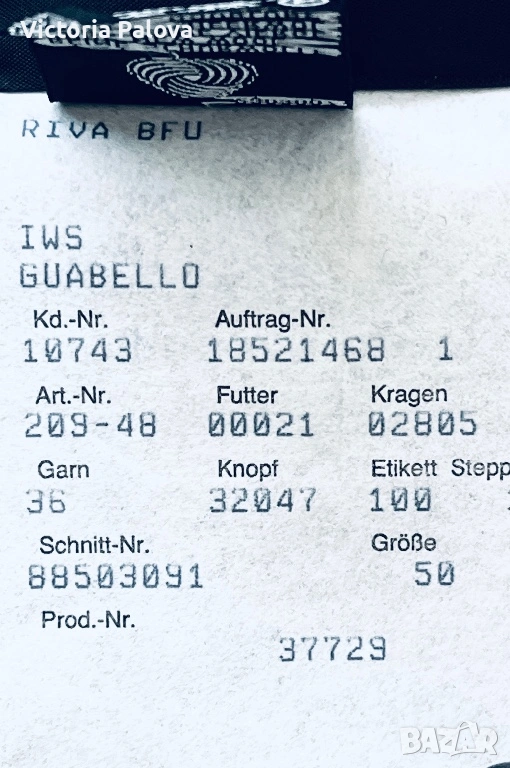 Victoria Palova
RIVA BFU
IWS
GUABELLO
Kd.-Nr. Auftrag-Nr.
10743 18521468 1
Art.-Nr. Futter Kragen
209-48 00021 02805
Garn Knopf Etikett Stepp
36 32047 100
Schnitt-Nr. Größe
88503091 50
Prod.-Nr.
37729
BAZAR